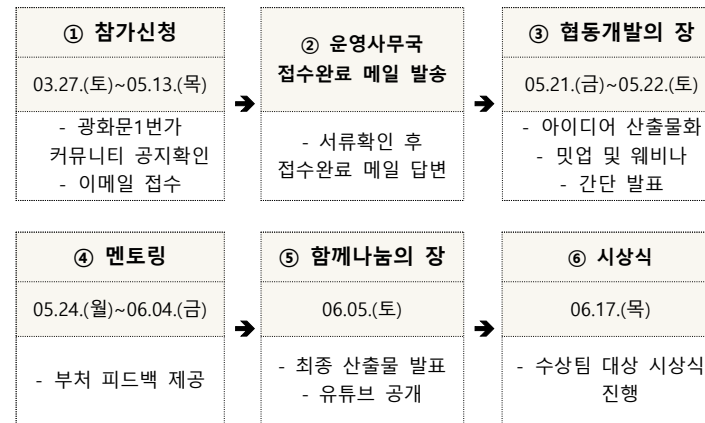 ① 참가신청
03.27.(토)~05.13.(목)
- 광화문1번가
커뮤니티 공지확인
- 이메일 접수
➔
② 운영사무국
접수완료 메일 발송
- 서류확인 후
접수완료 메일 답변
➔
③ 협동개발의 장
05.21.(금)~05.22.(토)
- 아이디어 산출물화
- 밋업 및 웨비나
- 간단 발표
④ 멘토링
05.24.(월)~06.04.(금)
- 부처 피드백 제공
➔
⑤ 함께나눔의 장
06.05.(토)
- 최종 산출물 발표
- 유튜브 공개
➔
⑥ 시상식
06.17.(목)
- 수상팀 대상 시상식
진행